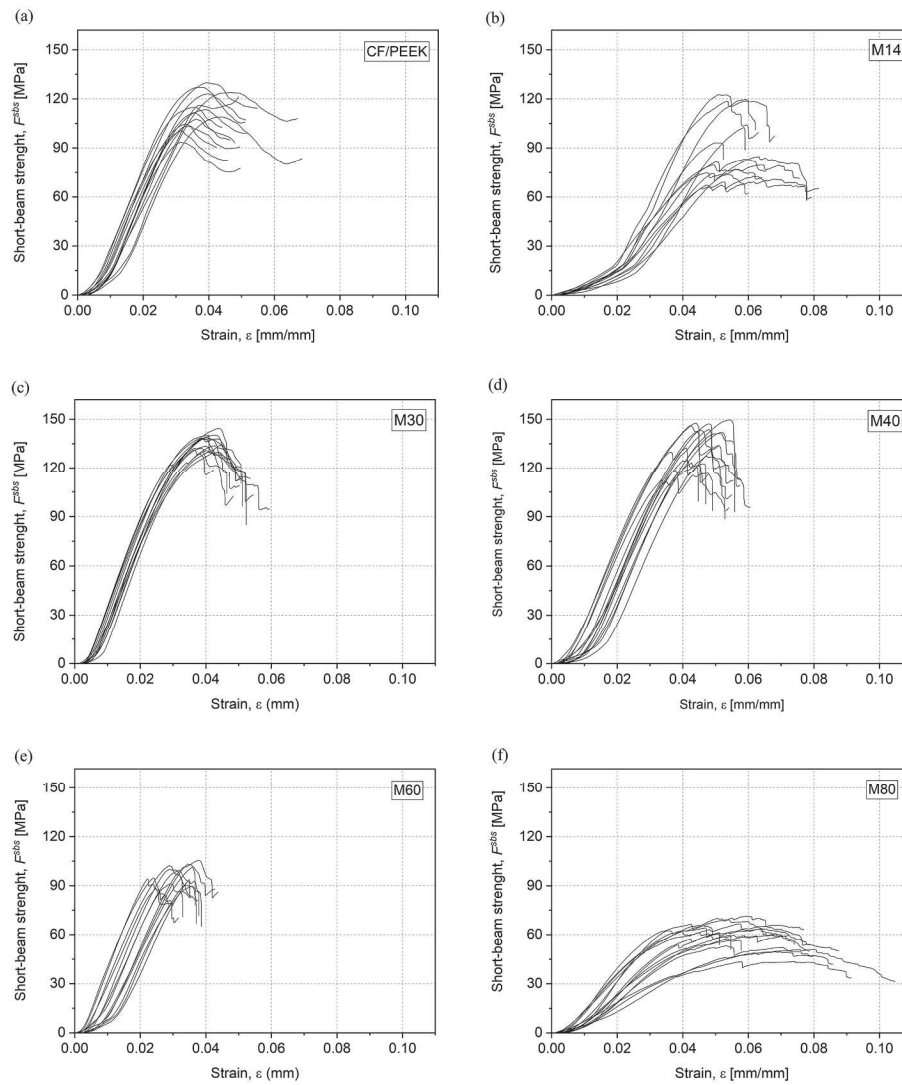 (a)
CF/PEEK
Short-beam strenght, F^sbs [MPa]
150
120
90
60
30
0
0.00 0.02 0.04 0.06 0.08 0.10
Strain, ε [mm/mm]
(b)
M14
Short-beam strenght, F^sbs [MPa]
150
120
90
60
30
0
0.00 0.02 0.04 0.06 0.08 0.10
Strain, ε [mm/mm]
(c)
M30
Short-beam strenght, F^sbs [MPa]
150
120
90
60
30
0
0.00 0.02 0.04 0.06 0.08 0.10
Strain, ε (mm)
(d)
M40
Short-beam strenght, F^sbs [MPa]
150
120
90
60
30
0
0.00 0.02 0.04 0.06 0.08 0.10
Strain, ε [mm/mm]
(e)
M60
Short-beam strenght, F^sbs [MPa]
150
120
90
60
30
0
0.00 0.02 0.04 0.06 0.08 0.10
Strain, ε (mm)
(f)
M80
Short-beam strenght, F^sbs [MPa]
150
120
90
60
30
0
0.00 0.02 0.04 0.06 0.08 0.10
Strain, ε [mm/mm]